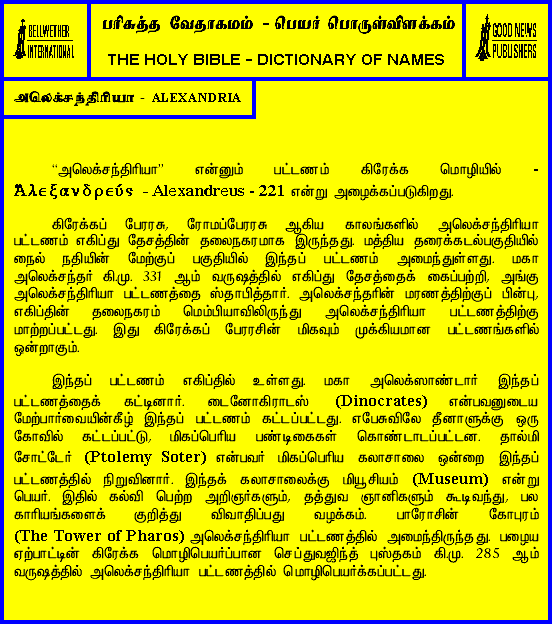 BELLWETHER
INTERNATIONAL
பரிசுத்த வேதாகமம் - பெயர் பொருள்விளக்கம்
THE HOLY BIBLE - DICTIONARY OF NAMES
GOOD NEWS
PUBLISHERS
அலெக்சந்திரியா - ALEXANDRIA
“அலெக்சந்திரியா” என்னும் பட்டணம் கிரேக்க மொழியில் -
Ἀλεξανδρεύς - Alexandreus - 221 என்று அழைக்கப்படுகிறது.
கிரேக்கப் பேரரசு, ரோமப்பேரரசு ஆகிய காலங்களில் அலெக்சந்திரியா
பட்டணம் எகிப்து தேசத்தின் தலைநகரமாக இருந்தது. மத்திய தரைக்கடல்பகுதியில்
நைல் நதியின் மேற்குப் பகுதியில் இந்தப் பட்டணம் அமைந்துள்ளது. மகா
அலெக்சந்தர் கி.மு. 331 ஆம் வருஷத்தில் எகிப்து தேசத்தைக் கைப்பற்றி, அங்கு
அலெக்சந்திரியா பட்டணத்தை ஸ்தாபித்தார். அலெக்சந்தரின் மரணத்திற்குப் பின்பு,
எகிப்தின் தலைநகரம் மெம்பியாவிலிருந்து அலெக்சந்திரியா பட்டணத்திற்கு
மாற்றப்பட்டது. இது கிரேக்கப் பேரரசின் மிகவும் முக்கியமான பட்டணங்களில்
ஒன்றாகும்.
இந்தப் பட்டணம் எகிப்தில் உள்ளது. மகா அலெக்ஸாண்டார் இந்தப்
பட்டணத்தைக் கட்டினார். டைனோகிராடஸ் (Dinocrates) என்பவனுடைய
மேற்பார்வையின்கீழ் இந்தப் பட்டணம் கட்டப்பட்டது. எபேசுவிலே தீனாளுக்கு ஒரு
கோவில் கட்டப்பட்டு, மிகப்பெரிய பண்டிகைகள் கொண்டாடப்பட்டன. தால்மி
சோட்டேர் (Ptolemy Soter) என்பவர் மிகப்பெரிய கலாசாலை ஒன்றை இந்தப்
பட்டணத்தில் நிறுவினார். இந்தக் கலாசாலைக்கு மியூசியம் (Museum) என்று
பெயர். இதில் கல்வி பெற்ற அறிஞர்களும், தத்துவ ஞானிகளும் கூடிவந்து, பல
காரியங்களைக் குறித்து விவாதிப்பது வழக்கம். பாரோசின் கோபுரம்
(The Tower of Pharos) அலெக்சந்திரியா பட்டணத்தில் அமைந்திருந்தது. பழைய
ஏற்பாட்டின் கிரேக்க மொழிபெயர்ப்பான செப்துவஜிந்த் புஸ்தகம் கி.மு. 285 ஆம்
வருஷத்தில் அலெக்சந்திரியா பட்டணத்தில் மொழிபெயர்க்கப்பட்டது.